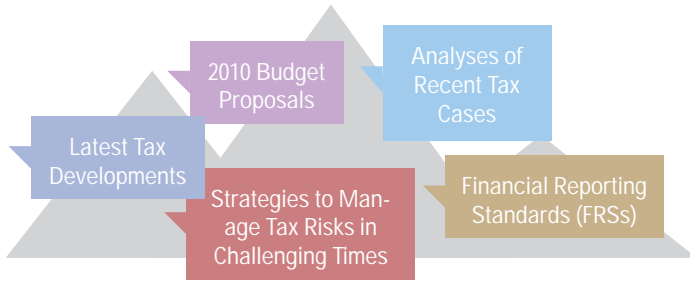 2010 Budget
Proposals
Analyses of
Recent Tax
Cases
Latest Tax
Developments
Strategies to Man-
age Tax Risks in
Challenging Times
Financial Reporting
Standards (FRSs)